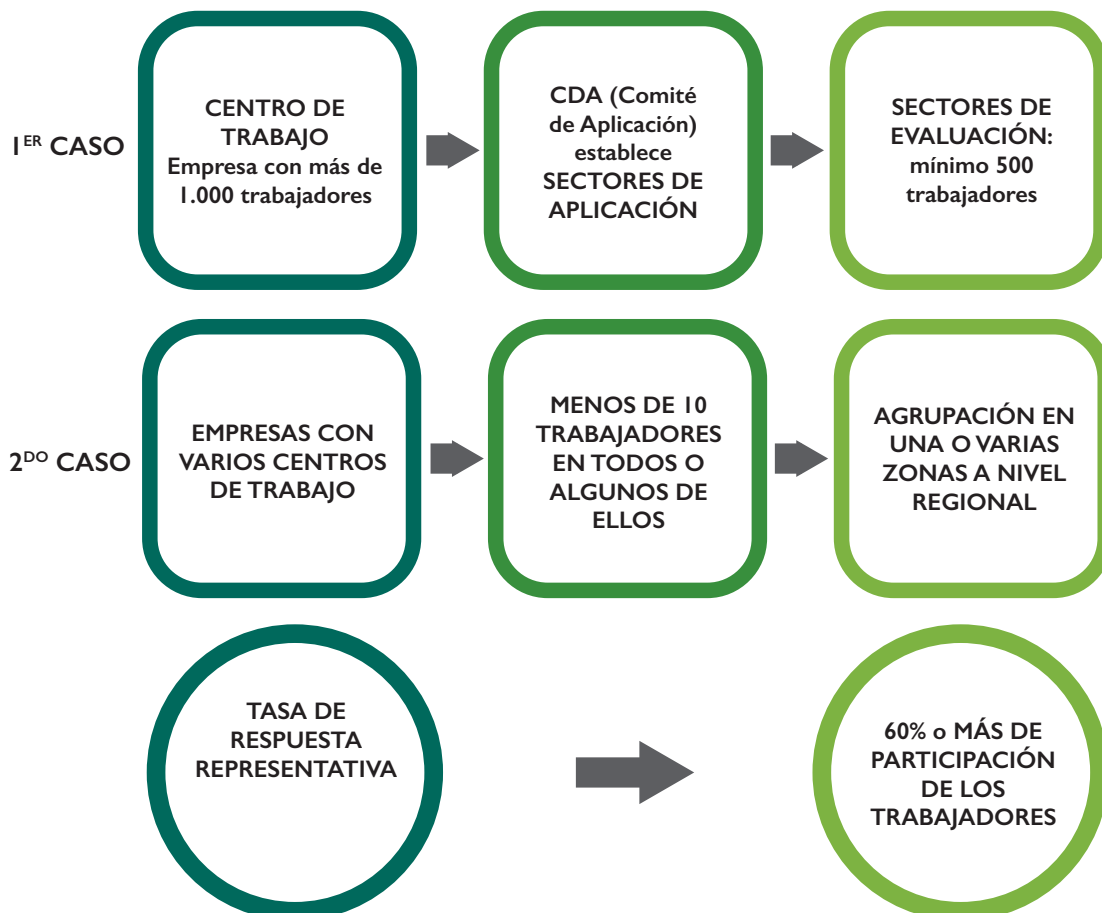 1ER CASO
CENTRO DE
TRABAJO
Empresa con más de
1.000 trabajadores
CDA (Comité
de Aplicación)
establece
SECTORES DE
APLICACIÓN
SECTORES DE
EVALUACIÓN:
mínimo 500
trabajadores
2DO CASO
EMPRESAS CON
VARIOS CENTROS
DE TRABAJO
MENOS DE 10
TRABAJADORES
EN TODOS O
ALGUNOS DE
ELLOS
AGRUPACIÓN EN
UNA O VARIAS
ZONAS A NIVEL
REGIONAL
TASA DE
RESPUESTA
REPRESENTATIVA
60% o MÁS DE
PARTICIPACIÓN
DE LOS
TRABAJADORES